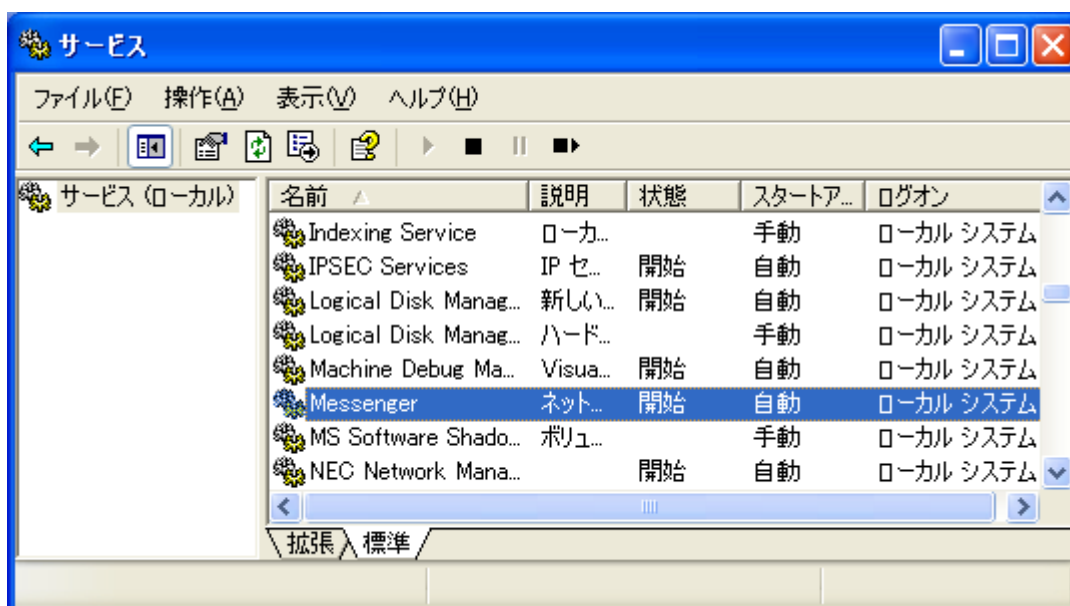 サービス
ファイル(F) 操作(A) 表示(V) ヘルプ(H)
サービス (ローカル)
名前 説明 状態 スタートア... ログオン
Indexing Service ローカ... 手動 ローカル システム
IPSEC Services IP セ... 開始 自動 ローカル システム
Logical Disk Manag... 新しい... 開始 自動 ローカル システム
Logical Disk Manag... ハード... 手動 ローカル システム
Machine Debug Ma... Visua... 開始 自動 ローカル システム
Messenger ネット... 開始 自動 ローカル システム
MS Software Shado... ボリュ... 手動 ローカル システム
NEC Network Mana... 開始 自動 ローカル システム
拡張 標準